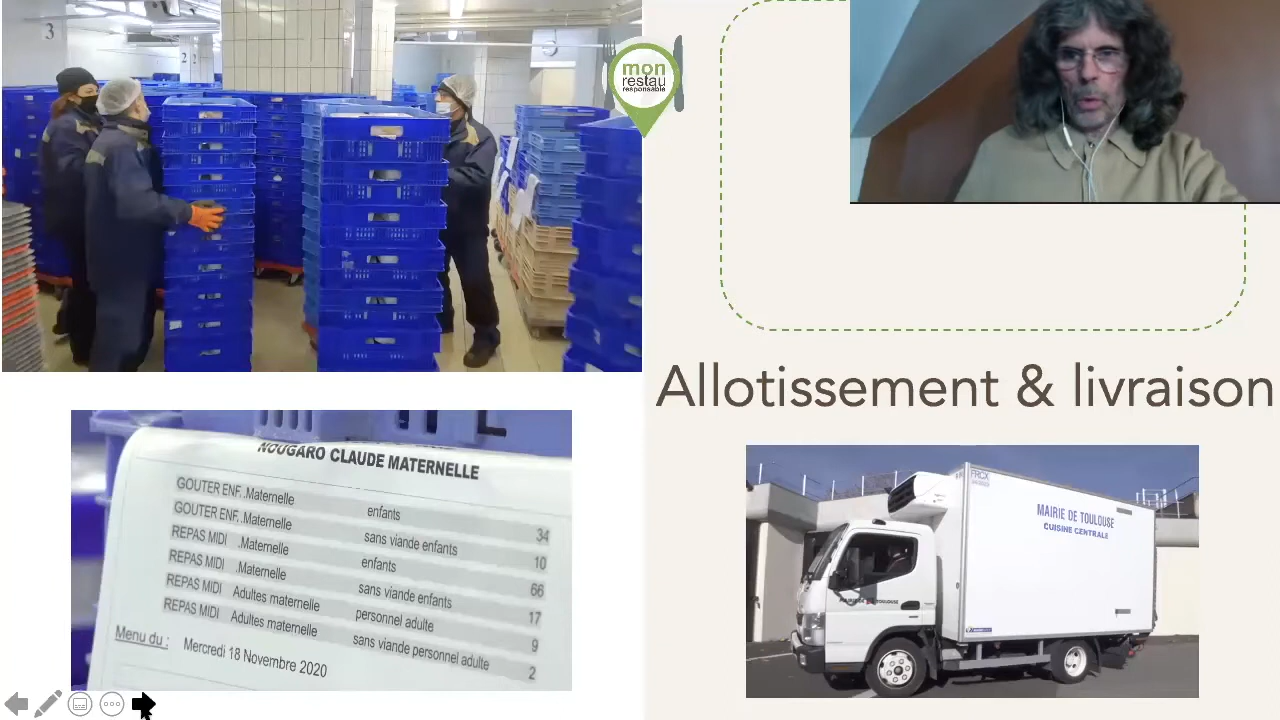 3
2
mon
restau
responsable
Allotissement & livraison
NOUGARO CLAUDE MATERNELLE
GOUTER ENF. .Maternelle enfants 34
GOUTER ENF. .Maternelle sans viande enfants 10
REPAS MIDI .Maternelle enfants 66
REPAS MIDI .Maternelle sans viande enfants 17
REPAS MIDI Adultes maternelle personnel adulte 9
REPAS MIDI Adultes maternelle sans viande personnel adulte 2
Menu du : Mercredi 18 Novembre 2020
FRCX
MAIRIE DE TOULOUSE
CUISINE CENTRALE